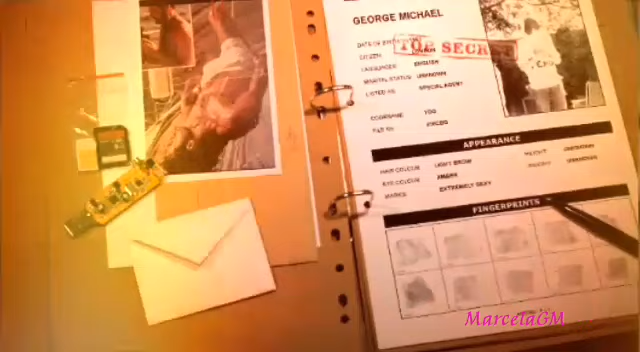 GEORGE MICHAEL
DATE OF BIRTH
TOP SECRET
CITIZEN
LANGUAGES ENGLISH
MARITAL STATUS UNKNOWN
LISTED AS SPECIAL AGENT
CODENAME YOG
FILE No
APPEARANCE
HAIR COLOUR LIGHT BROWN
HEIGHT
EYE COLOUR
WEIGHT UNKNOWN
MARKS EXTREMELY SEXY
FINGERPRINTS
MarcelaGM